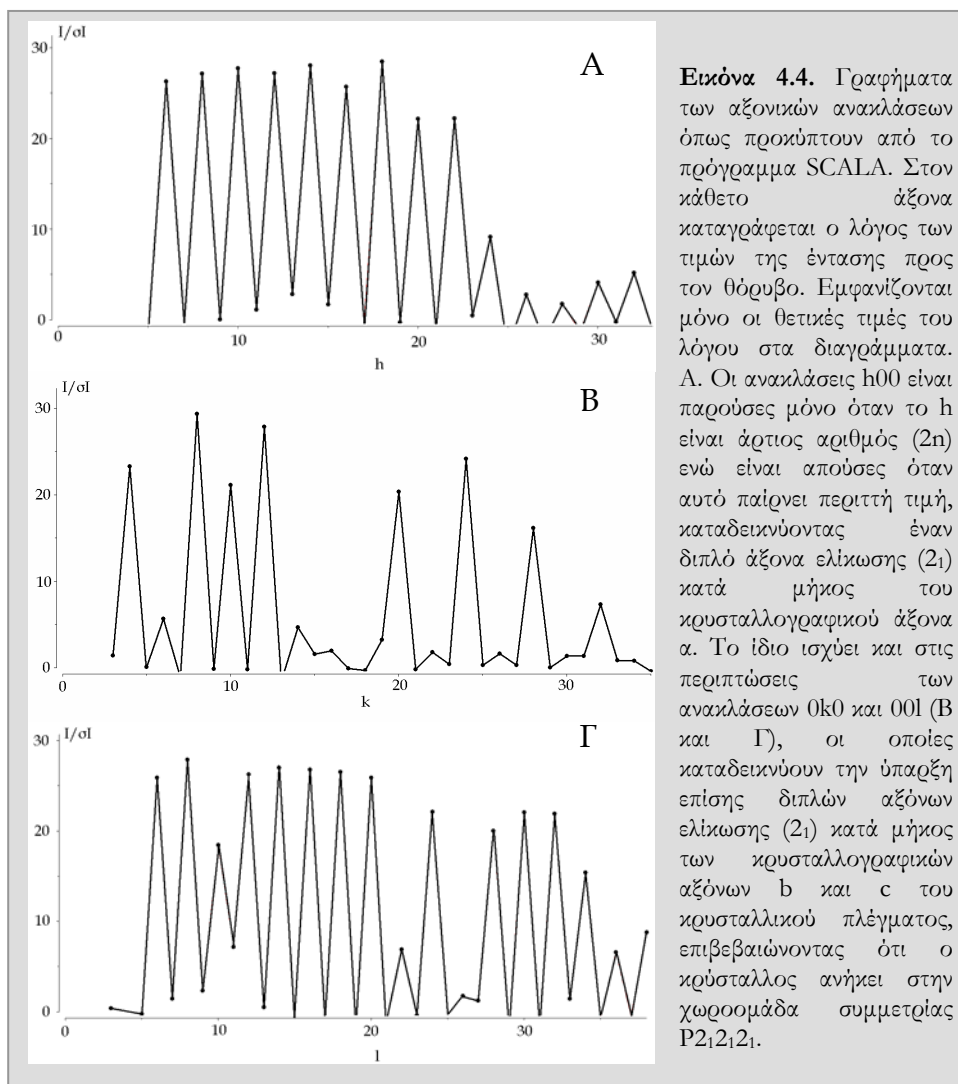 I/σI
30
20
10
0
0
10
20
30
h
A
I/σI
30
20
10
0
0
10
20
30
k
B
I/σI
30
20
10
0
0
10
20
30
l
Γ
Εικόνα 4.4. Γραφήματα
των αξονικών ανακλάσεων
όπως προκύπτουν από το
πρόγραμμα SCALA. Στον
κάθετο άξονα
καταγράφεται ο λόγος των
τιμών της έντασης προς
τον θόρυβο. Εμφανίζονται
μόνο οι θετικές τιμές του
λόγου στα διαγράμματα.
Α. Οι ανακλάσεις h00 είναι
παρούσες μόνο όταν το h
είναι άρτιος αριθμός (2n)
ενώ είναι απούσες όταν
αυτό παίρνει περιττή τιμή,
καταδεικνύοντας έναν
διπλό άξονα ελίκωσης (2₁)
κατά μήκος του
κρυσταλλογραφικού άξονα
α. Το ίδιο ισχύει και στις
περιπτώσεις των
ανακλάσεων 0k0 και 00l (Β
και Γ), οι οποίες
καταδεικνύουν την ύπαρξη
επίσης διπλών αξόνων
ελίκωσης (2₁) κατά μήκος
των κρυσταλλογραφικών
αξόνων b και c του
κρυσταλλικού πλέγματος,
επιβεβαιώνοντας ότι ο
κρύσταλλος ανήκει στην
χωροομάδα συμμετρίας
P2₁2₁2₁.